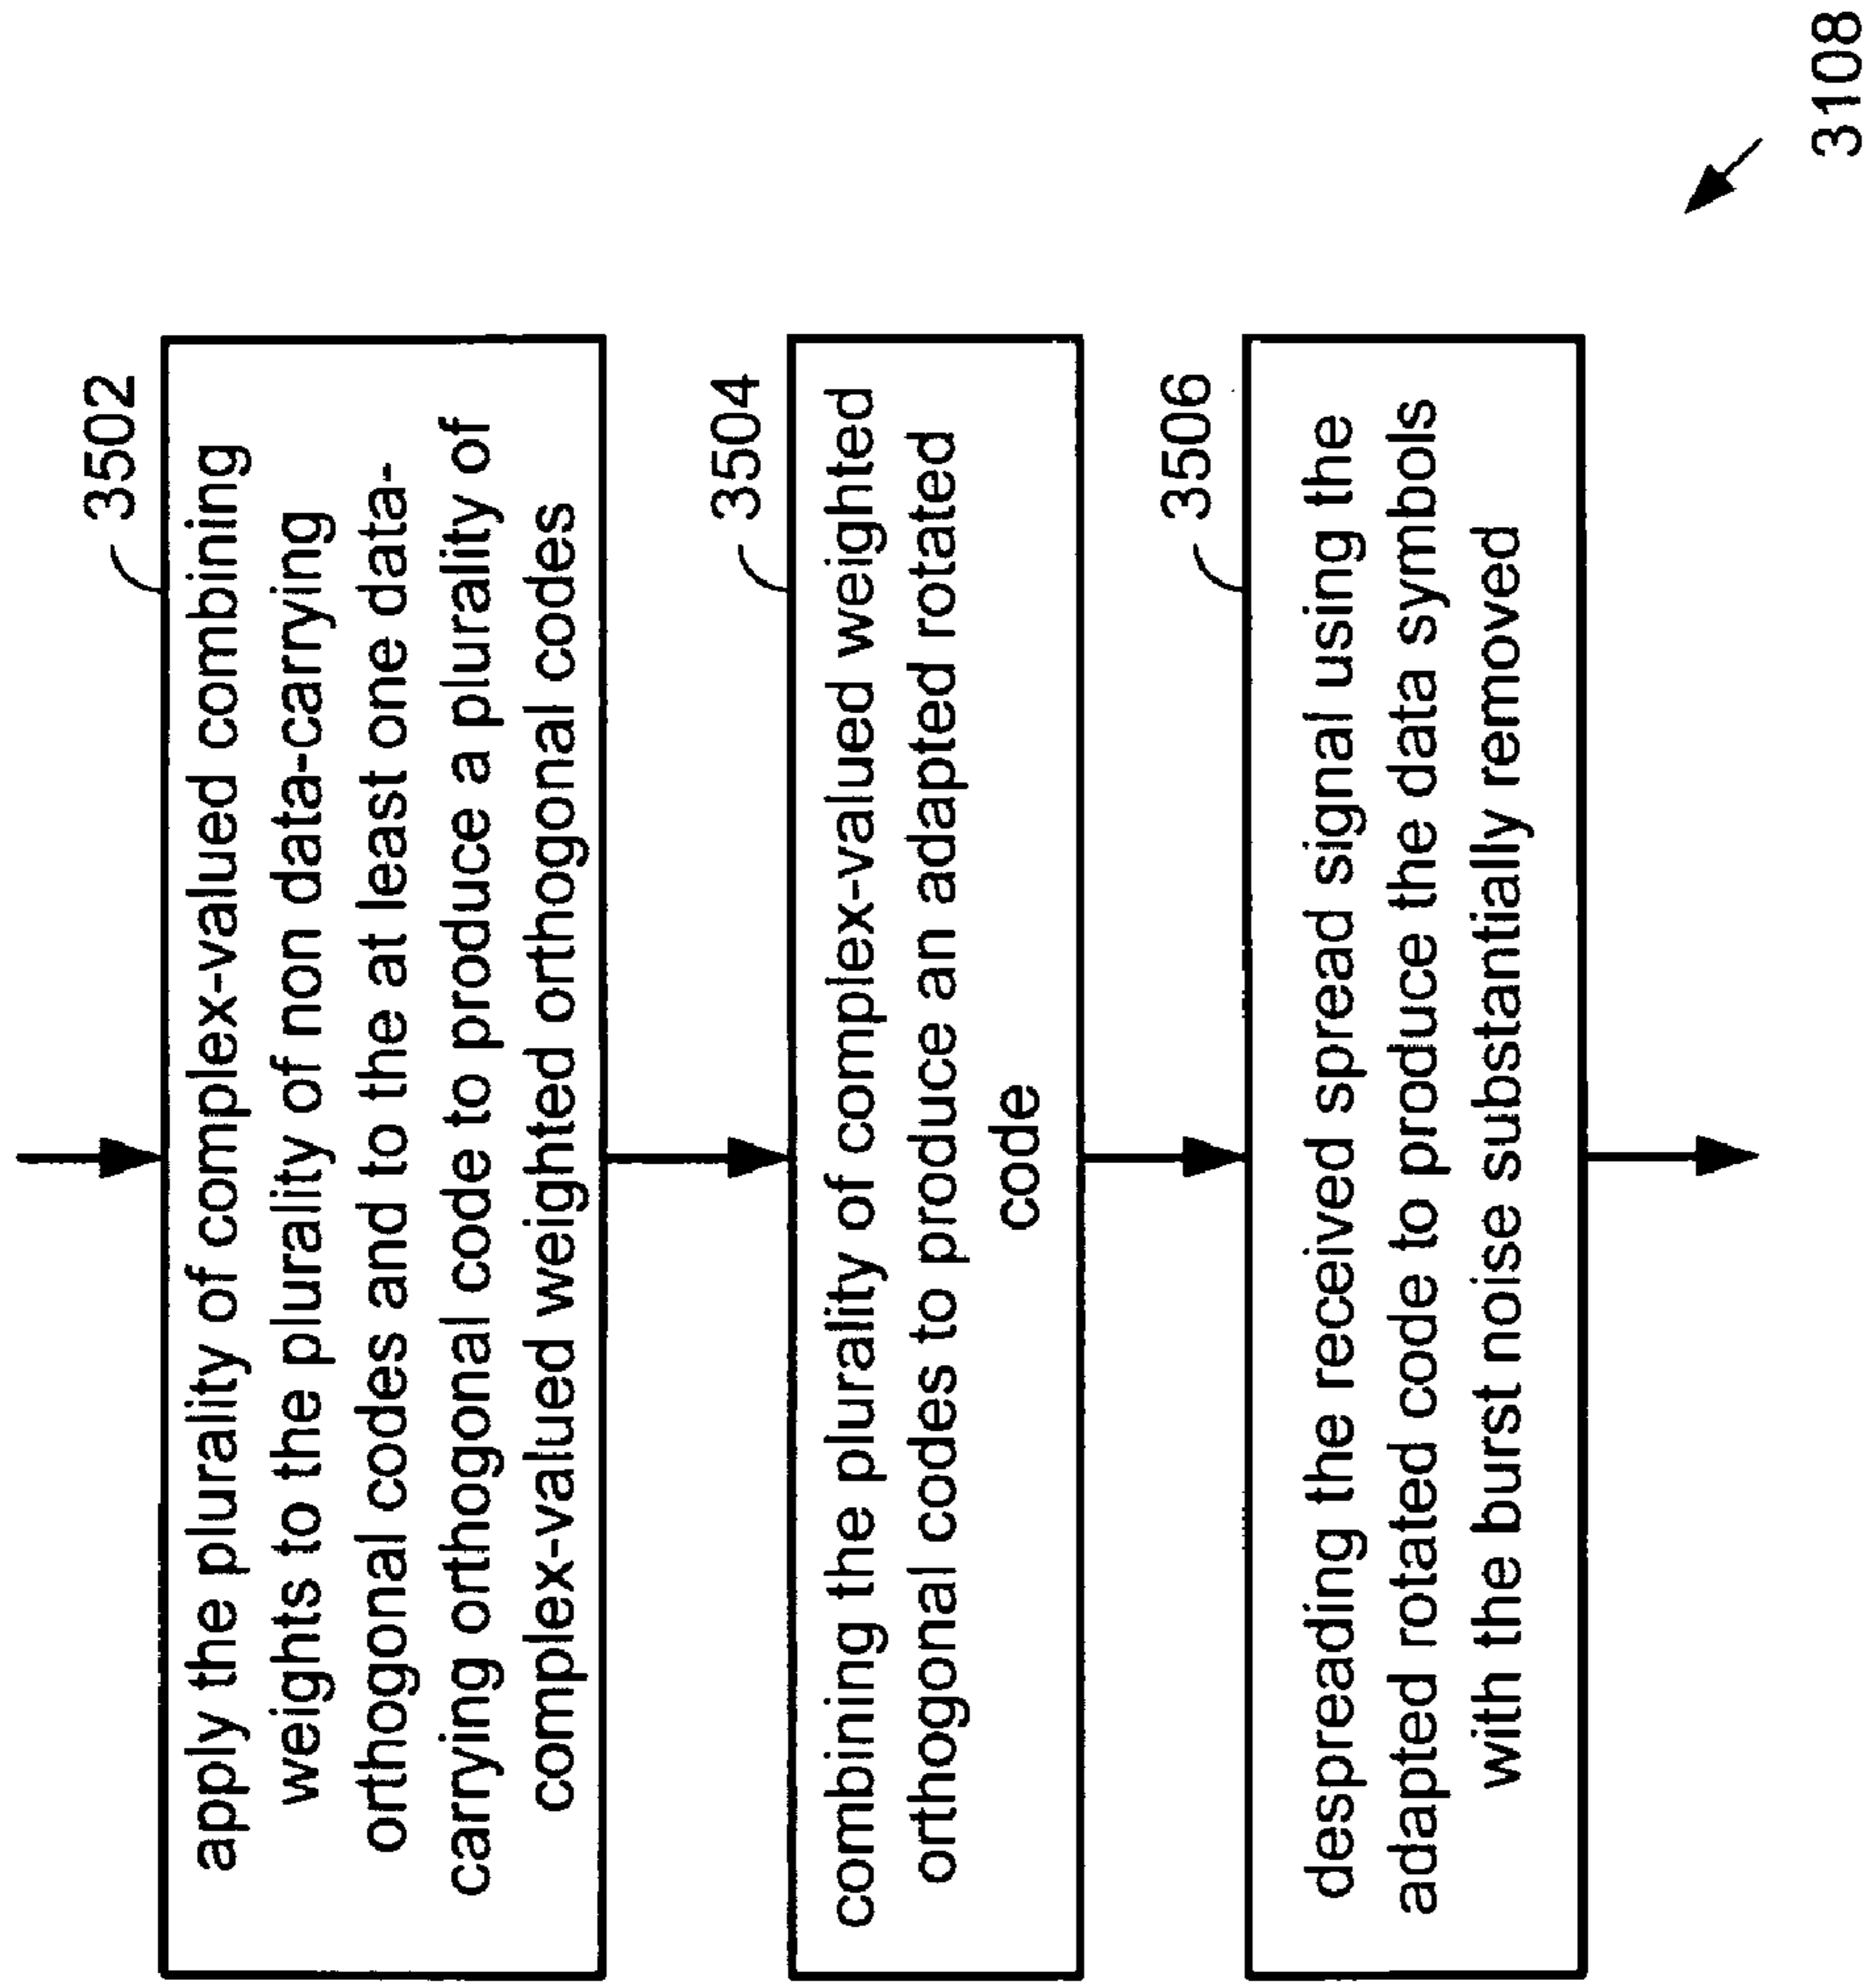 3502
apply the plurality of complex-valued combining
weights to the plurality of non data-carrying
orthogonal codes and to the at least one data-
carrying orthogonal code to produce a plurality of
complex-valued weighted orthogonal codes
3504
combining the plurality of complex-valued weighted
orthogonal codes to produce an adapted rotated
code
3506
despreading the received spread signal using the
adapted rotated code to produce the data symbols
with the burst noise substantially removed
3108